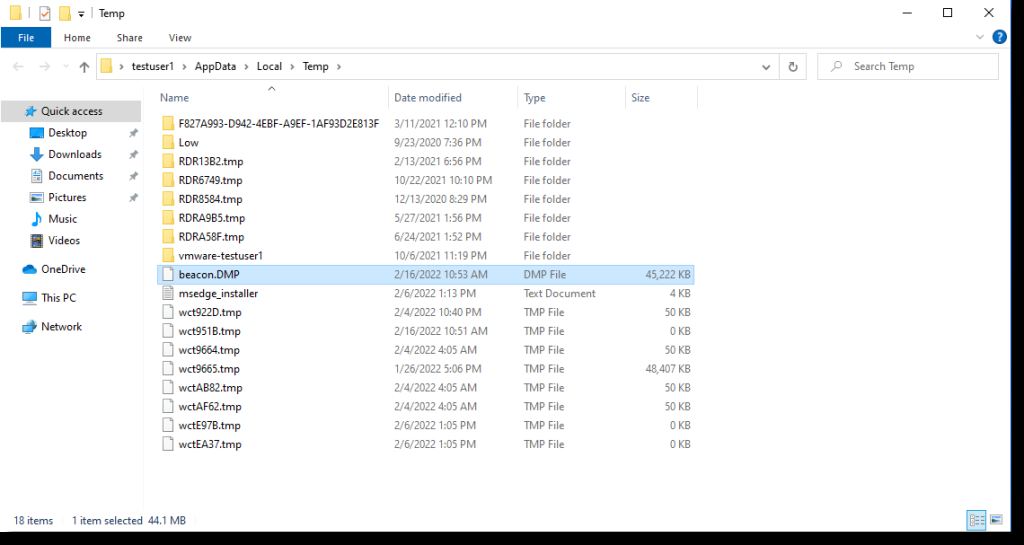 Temp
File Home Share View
testuser1 > AppData > Local > Temp >
Search Temp
Name Date modified Type Size
Quick access
Desktop
Downloads
Documents
Pictures
Music
Videos
OneDrive
This PC
Network
F827A993-D942-4EBF-A9EF-1AF93D2E813F 3/11/2021 12:10 PM File folder
Low 9/23/2020 7:36 PM File folder
RDR13B2.tmp 2/13/2021 6:56 PM File folder
RDR6749.tmp 10/22/2021 10:10 PM File folder
RDR8584.tmp 12/13/2020 8:29 PM File folder
RDRA9B5.tmp 5/27/2021 1:56 PM File folder
RDRA58F.tmp 6/24/2021 1:52 PM File folder
vmware-testuser1 10/6/2021 11:19 PM File folder
beacon.DMP 2/16/2022 10:53 AM DMP File 45,222 KB
msedge_installer 2/6/2022 1:13 PM Text Document 4 KB
wct922D.tmp 2/4/2022 10:40 PM TMP File 50 KB
wct951B.tmp 2/16/2022 10:51 AM TMP File 0 KB
wct9664.tmp 2/4/2022 4:05 AM TMP File 50 KB
wct9665.tmp 1/26/2022 5:06 PM TMP File 48,407 KB
wctAB82.tmp 2/4/2022 4:05 AM TMP File 50 KB
wctAF62.tmp 2/4/2022 4:05 AM TMP File 50 KB
wctE97B.tmp 2/6/2022 1:05 PM TMP File 0 KB
wctEA37.tmp 2/6/2022 1:05 PM TMP File 0 KB
18 items 1 item selected 44.1 MB